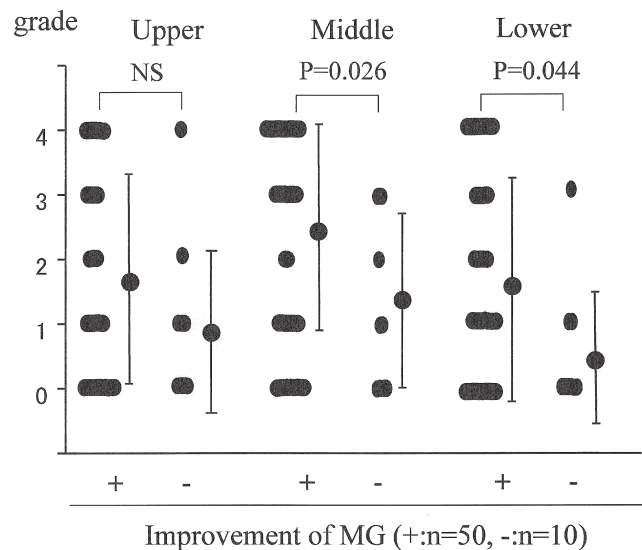 grade
Upper Middle Lower
NS P=0.026 P=0.044
4
3
2
1
0
+ - + - + -
Improvement of MG (+:n=50, -:n=10)